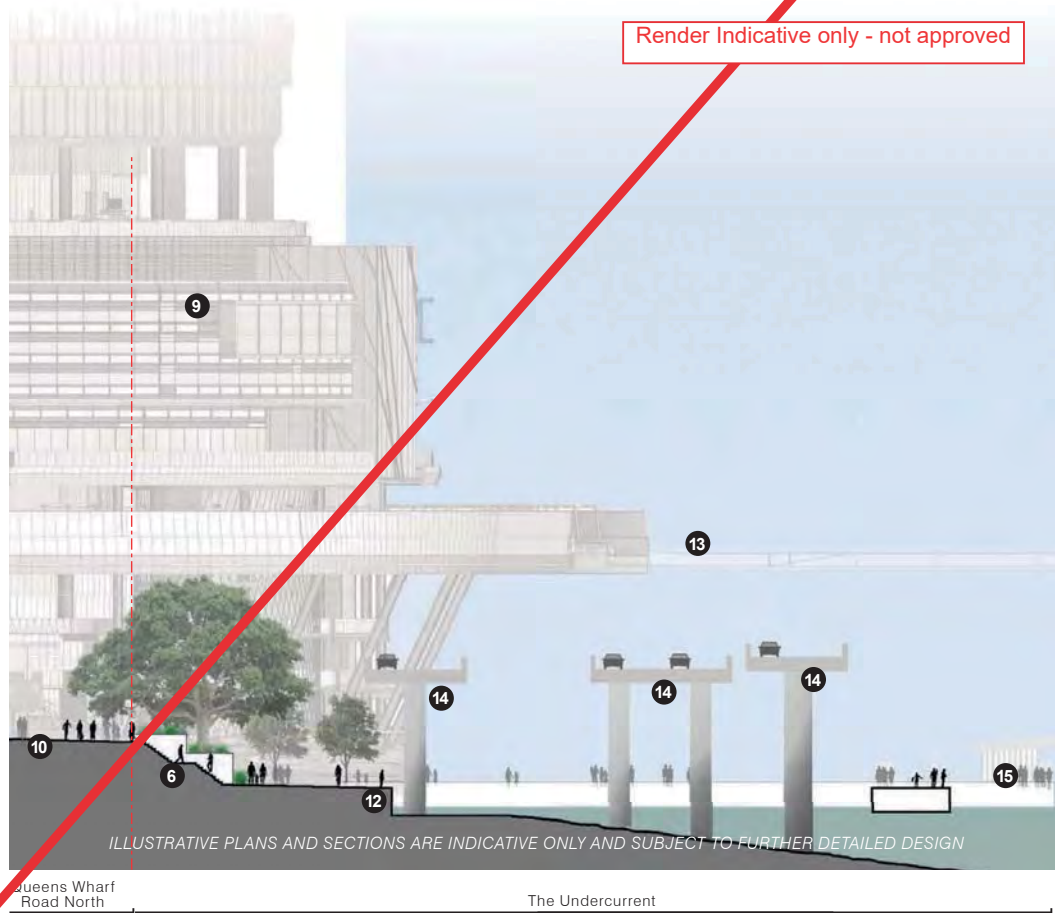 Render Indicative only - not approved
9
13
14
14
14
10
6
15
12
ILLUSTRATIVE PLANS AND SECTIONS ARE INDICATIVE ONLY AND SUBJECT TO FURTHER DETAILED DESIGN
Queens Wharf
Road North
The Undercurrent